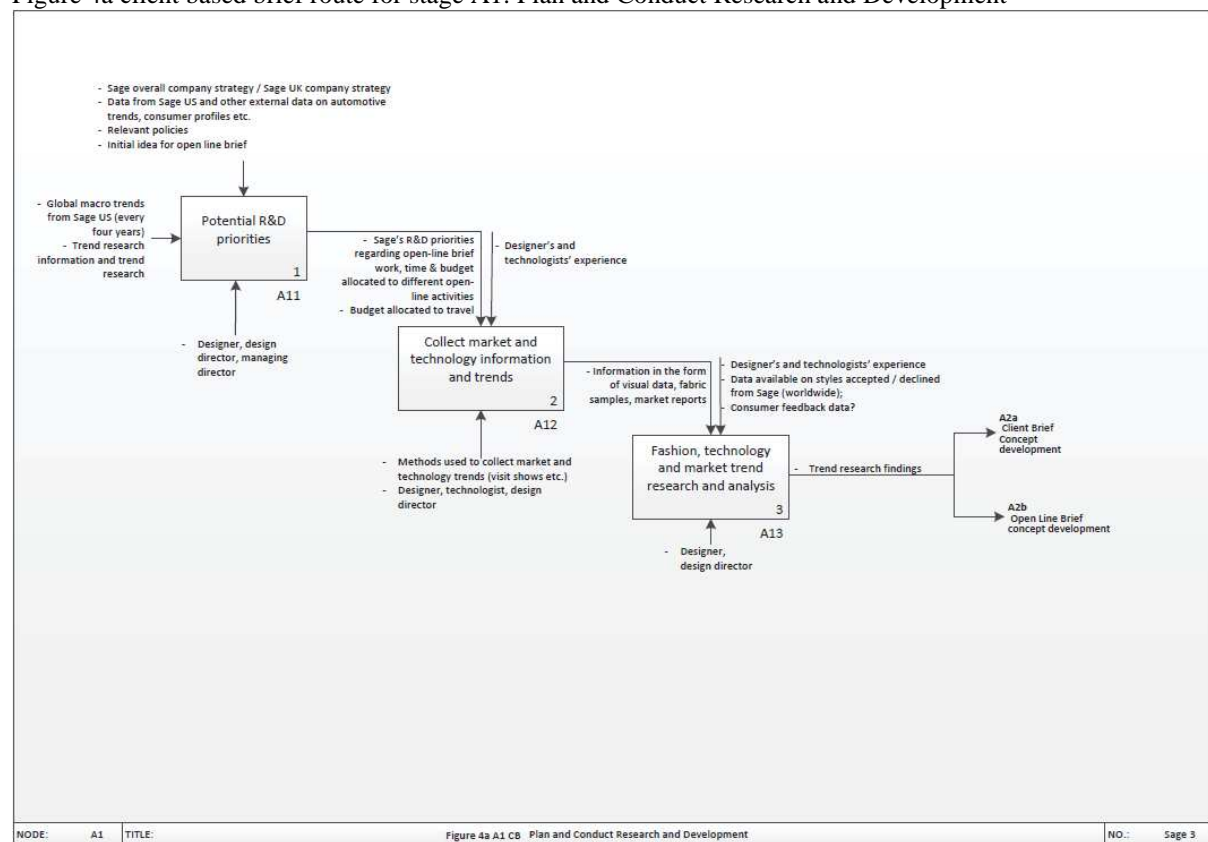 Figure 4a client based brief route for stage A1: Plan and Conduct Research and Development
- Sage overall company strategy / Sage UK company strategy
- Data from Sage US and other external data on automotive
trends, consumer profiles etc.
- Relevant policies
- Initial idea for open line brief
- Global macro trends
from Sage US (every
four years)
- Trend research
information and trend
research
Potential R&D
priorities
1
A11
- Designer, design
director, managing
director
- Sage's R&D priorities
regarding open-line brief
work, time & budget
allocated to different open-
line activities
- Budget allocated to travel
- Designer's and
technologists' experience
Collect market and
technology information
and trends
2
A12
- Methods used to collect market and
technology trends (visit shows etc.)
- Designer, technologist, design
director
- Information in the form
of visual data, fabric
samples, market reports
- Designer's and technologists' experience
- Data available on styles accepted / declined
from Sage (worldwide);
- Consumer feedback data?
Fashion, technology
and market trend
research and analysis
3
A13
- Designer,
design director
- Trend research findings
A2a
Client Brief
Concept
development
A2b
Open Line Brief
concept development
NODE: A1 TITLE: Figure 4a A1 CB Plan and Conduct Research and Development NO.: Sage 3